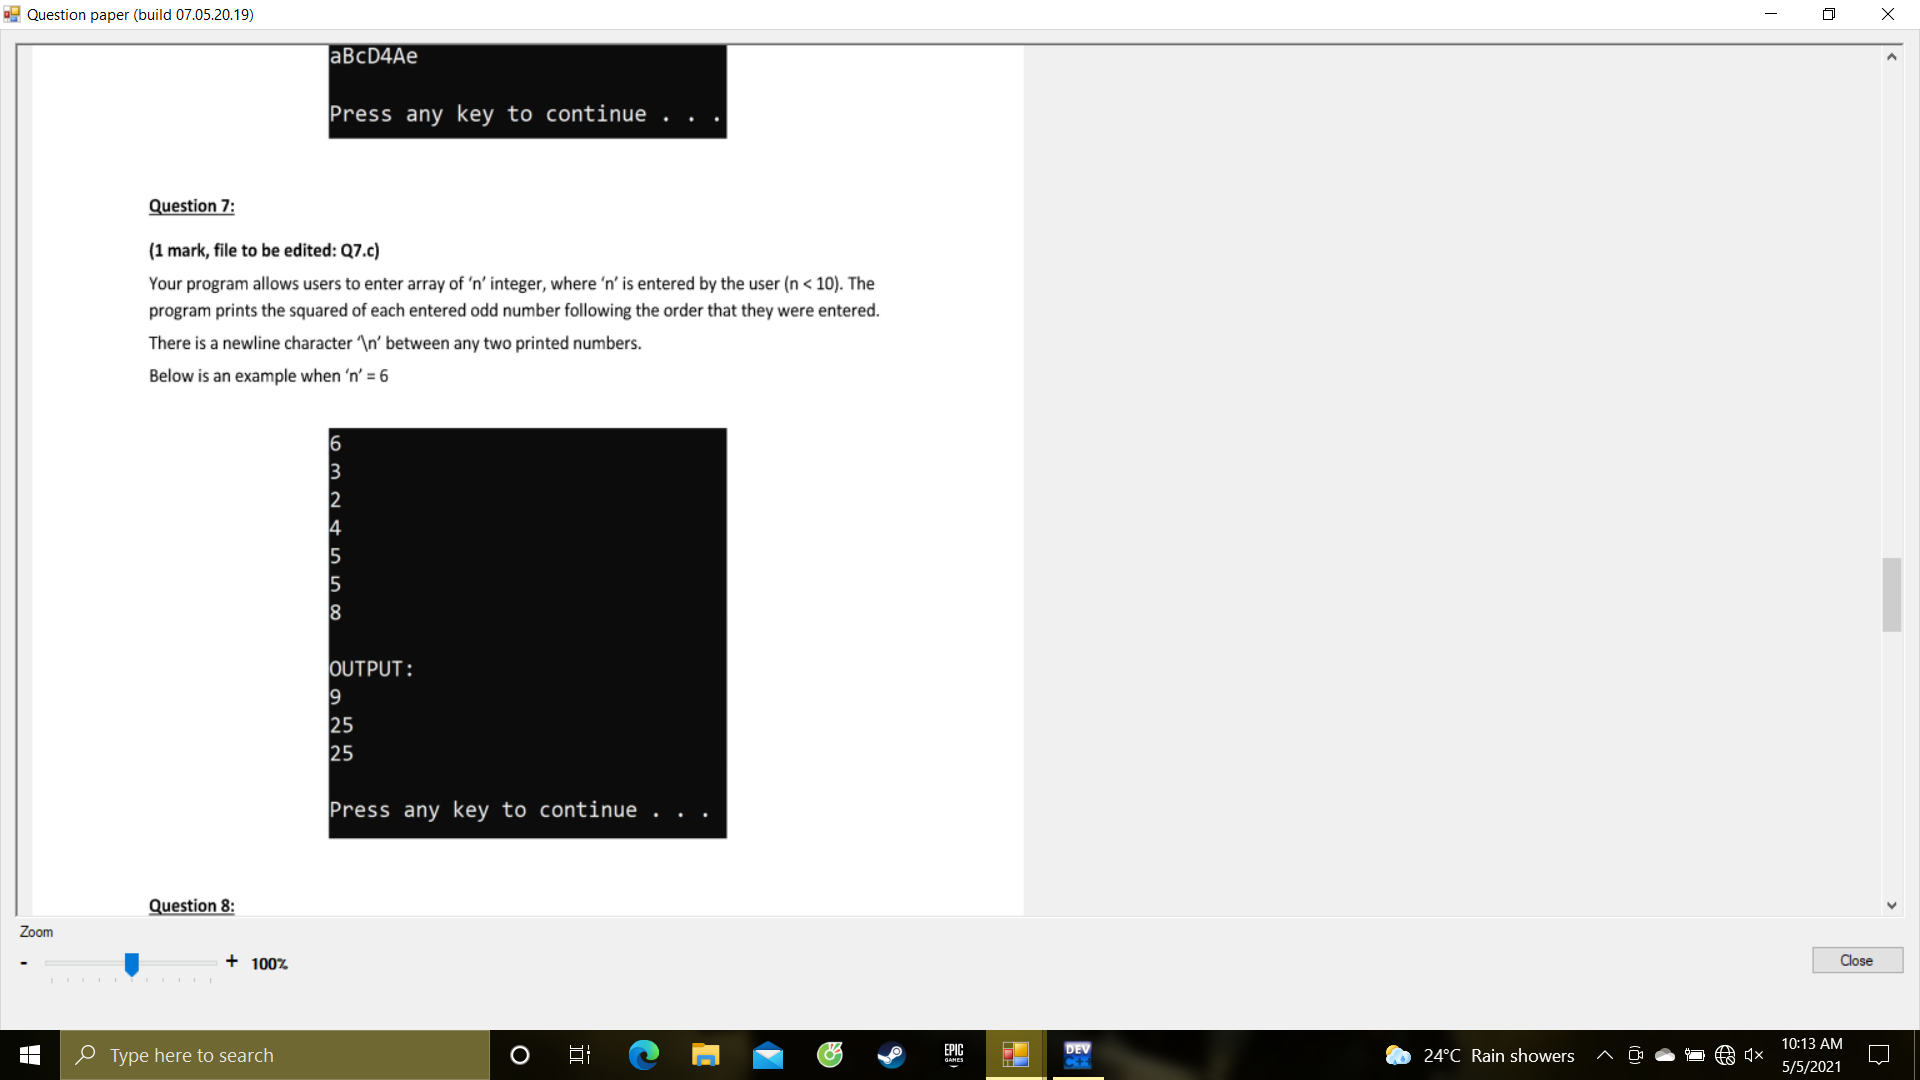 Question paper (build 07.05.20.19)
aBcD4Ae
Press any key to continue . . .
Question 7:
(1 mark, file to be edited: Q7.c)
Your program allows users to enter array of ‘n’ integer, where ‘n’ is entered by the user (n < 10). The
program prints the squared of each entered odd number following the order that they were entered.
There is a newline character ‘\n’ between any two printed numbers.
Below is an example when ‘n’ = 6
6
3
2
4
5
5
8
OUTPUT:
9
25
25
Press any key to continue . . .
Question 8:
Zoom
- + 100%
Close
Type here to search
EPIC
GAMES
DEV
C++
24°C Rain showers
10:13 AM
5/5/2021